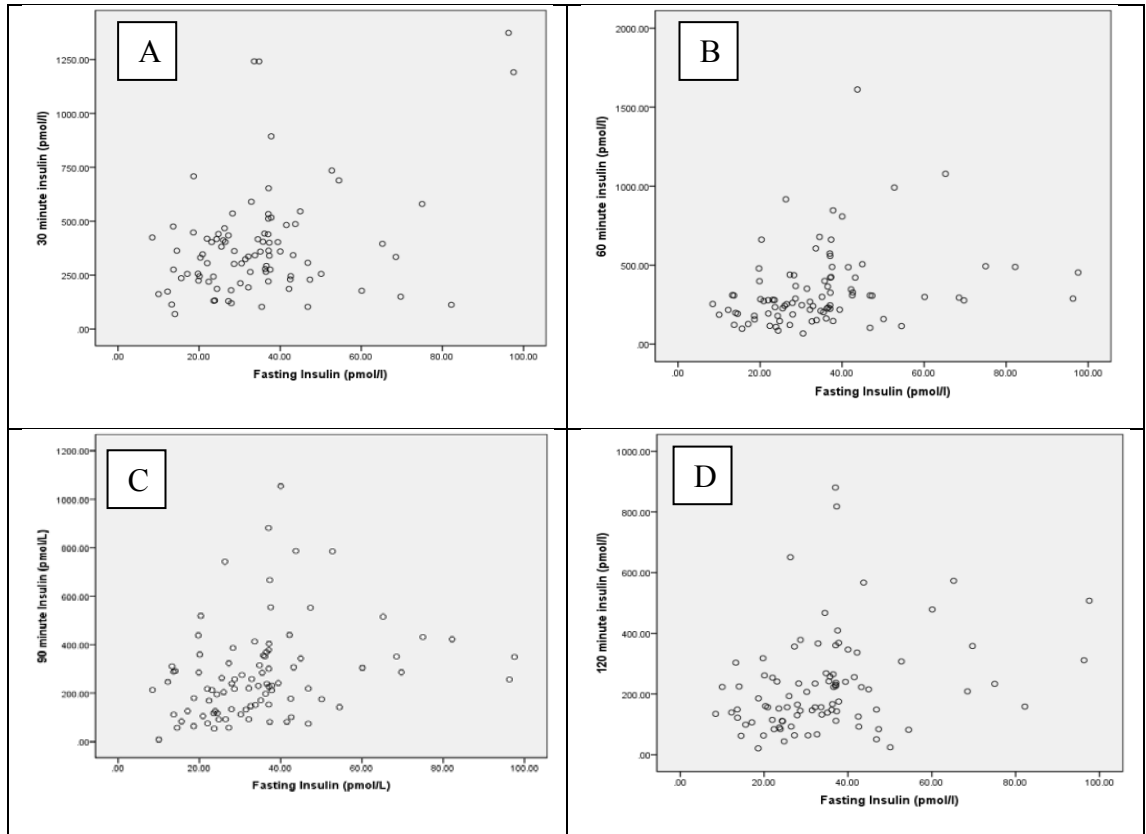 A
1250.00
1000.00
750.00
500.00
250.00
.00
30 minute insulin (pmol/l)
.00 20.00 40.00 60.00 80.00 100.00
Fasting Insulin (pmol/l)
B
2000.00
1500.00
1000.00
500.00
.00
60 minute insulin (pmol/l)
.00 20.00 40.00 60.00 80.00 100.00
Fasting Insulin (pmol/l)
C
1200.00
1000.00
800.00
600.00
400.00
200.00
.00
90 minute Insulin (pmol/L)
.00 20.00 40.00 60.00 80.00 100.00
Fasting Insulin (pmol/L)
D
1000.00
800.00
600.00
400.00
200.00
.00
120 minute insulin (pmol/l)
.00 20.00 40.00 60.00 80.00 100.00
Fasting Insulin (pmol/l)